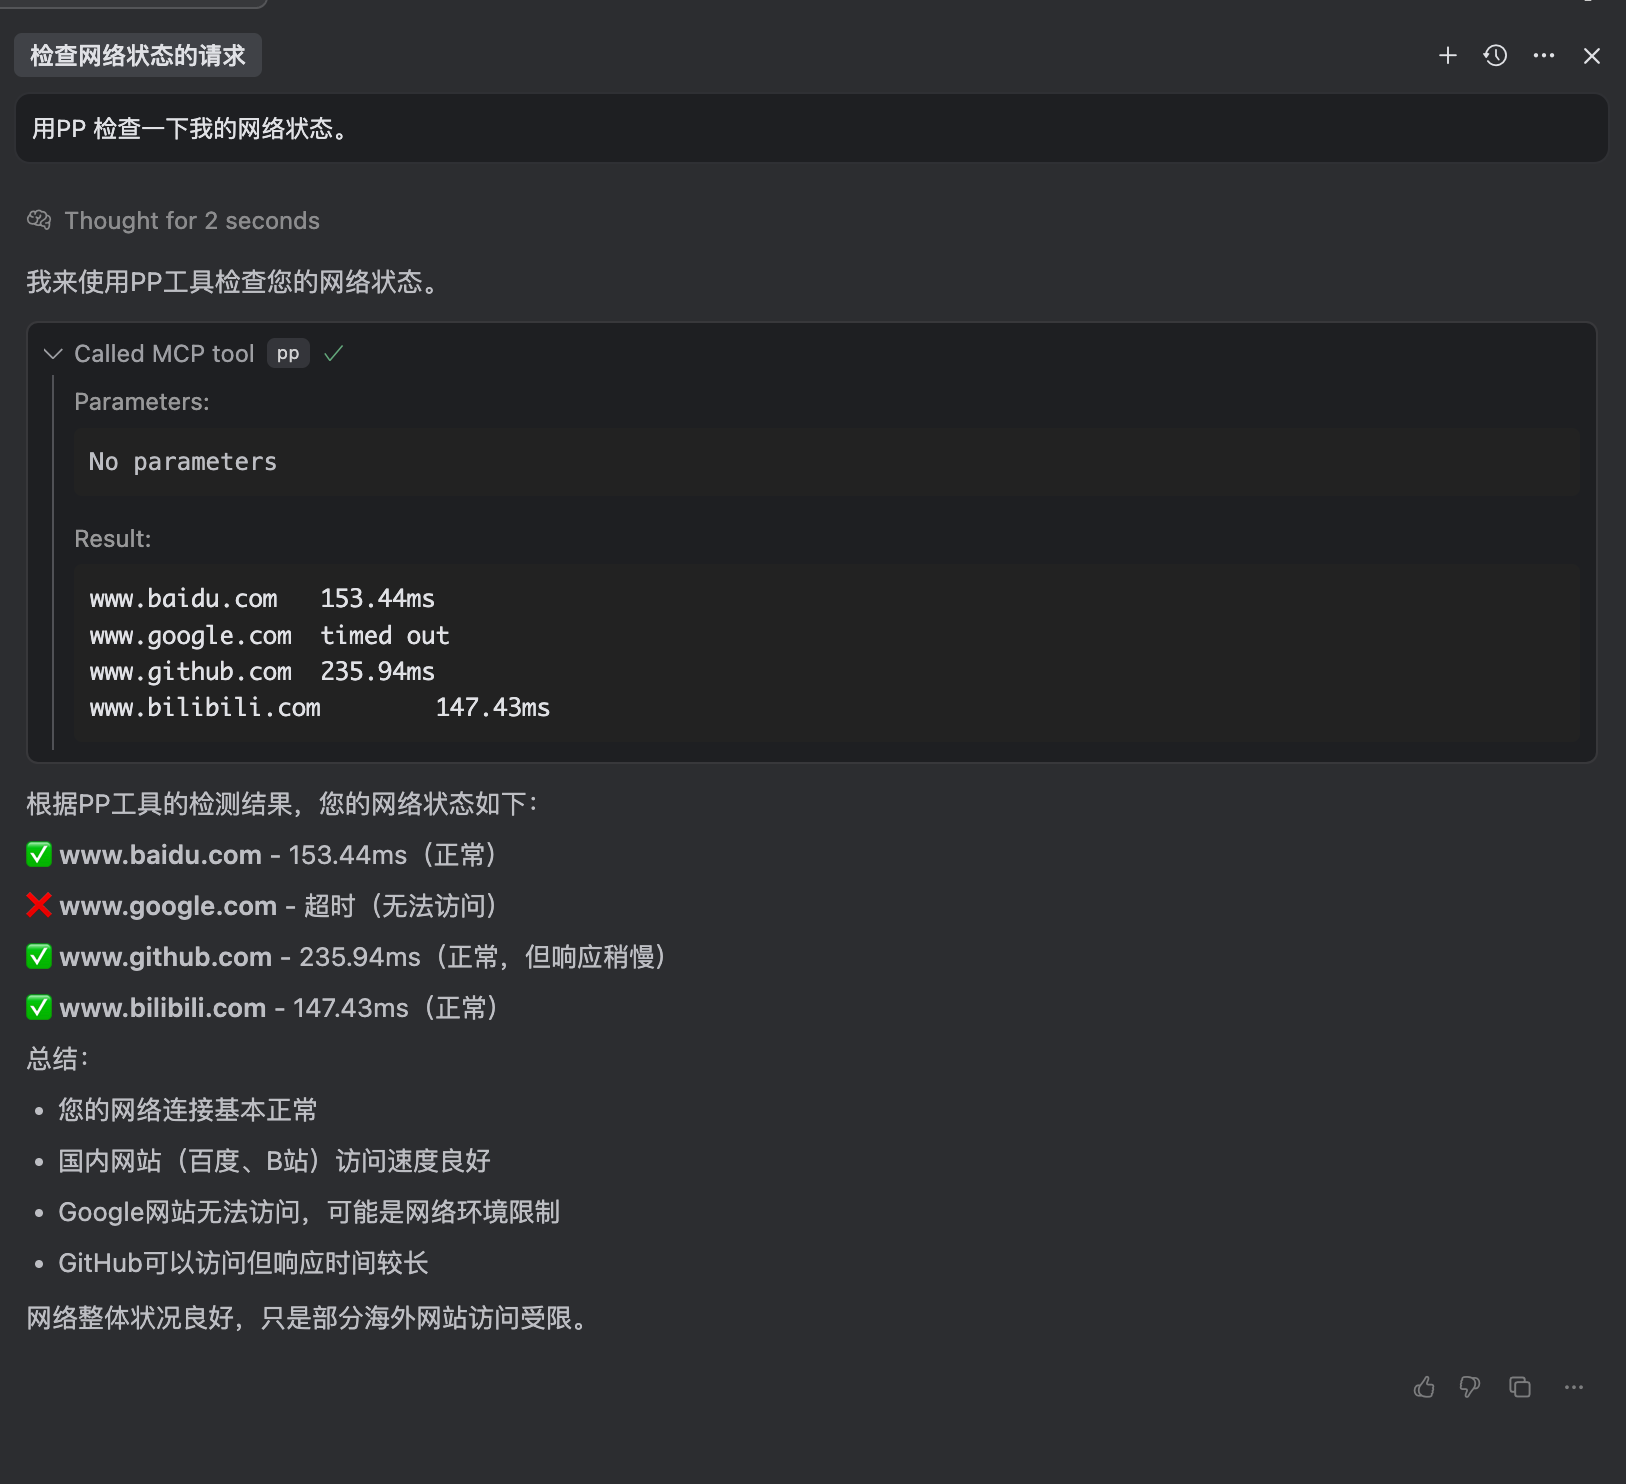 检查网络状态的请求
用PP 检查一下我的网络状态。
Thought for 2 seconds
我来使用PP工具检查您的网络状态。
Called MCP tool pp
Parameters:
No parameters
Result:
www.baidu.com 153.44ms
www.google.com timed out
www.github.com 235.94ms
www.bilibili.com 147.43ms
根据PP工具的检测结果，您的网络状态如下：
✅ www.baidu.com - 153.44ms（正常）
❌ www.google.com - 超时（无法访问）
✅ www.github.com - 235.94ms（正常，但响应稍慢）
✅ www.bilibili.com - 147.43ms（正常）
总结：
• 您的网络连接基本正常
• 国内网站（百度、B站）访问速度良好
• Google网站无法访问，可能是网络环境限制
• GitHub可以访问但响应时间较长
网络整体状况良好，只是部分海外网站访问受限。